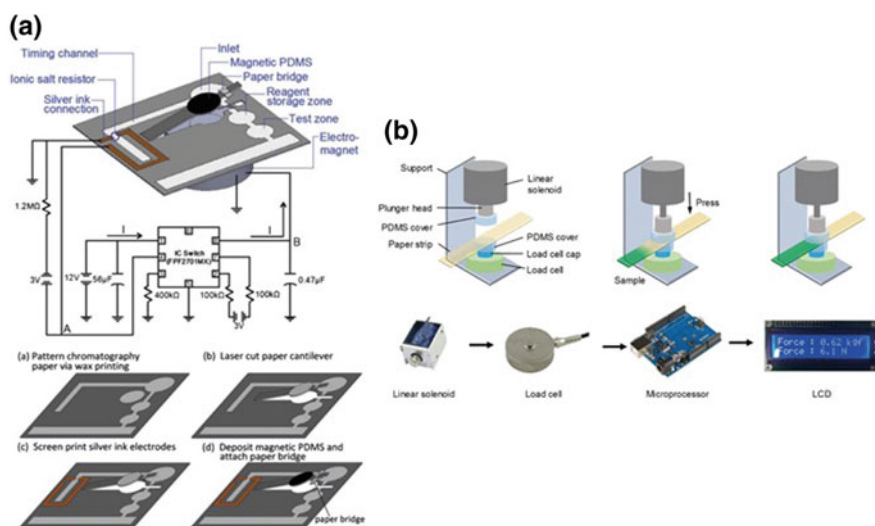 (a)
Timing channel
Ionic salt resistor
Silver ink
connection
Inlet
Magnetic PDMS
Paper bridge
Reagent
storage zone
Test zone
Electro-
magnet
1.2MΩ
I
I
B
IC Switch
(FPF2701MX)
12V
56µF
3V
400kΩ
100kΩ
100kΩ
3V
0.47µF
A
(a) Pattern chromatography
paper via wax printing
(b) Laser cut paper cantilever
(c) Screen print silver ink electrodes
(d) Deposit magnetic PDMS and
attach paper bridge
paper bridge
(b)
Support
Linear
solenoid
Plunger head
PDMS cover
Paper strip
PDMS cover
Load cell cap
Load cell
Press
Sample
Force : 0.62 kgf
Force : 6.1 N
Linear solenoid
Load cell
Microprocessor
LCD